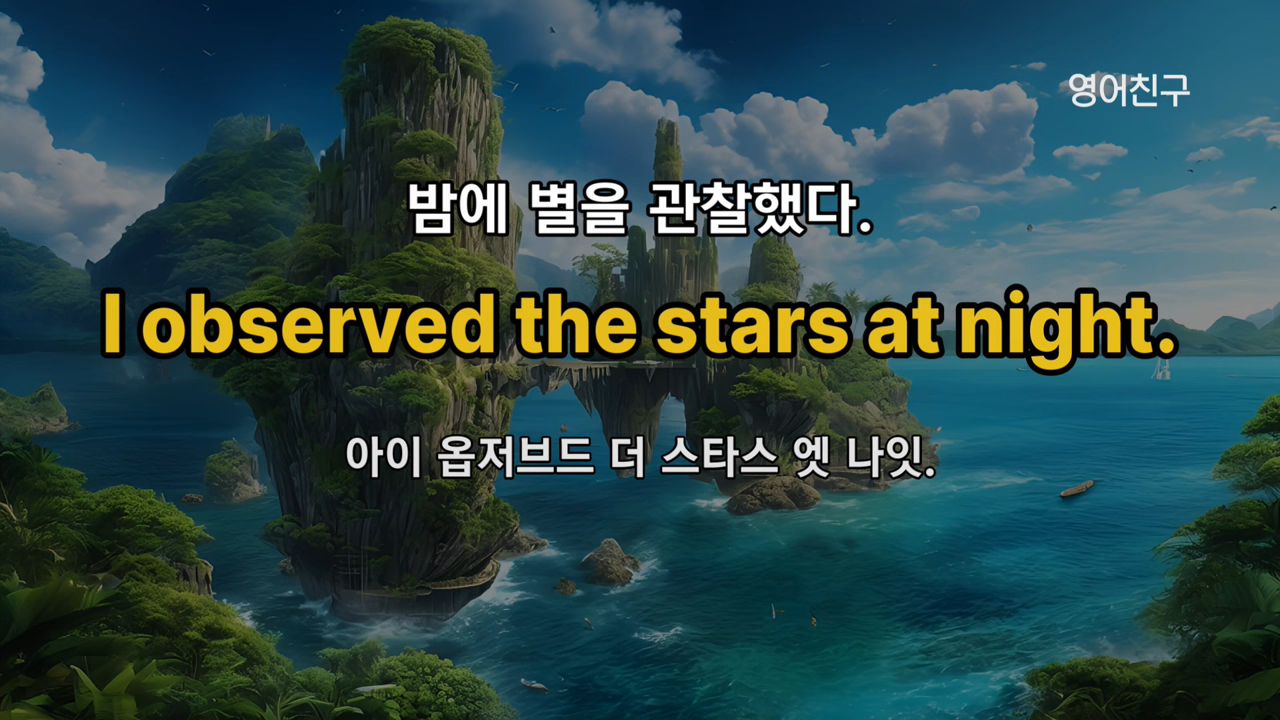 영어친구
밤에 별을 관찰했다.
I observed the stars at night.
아이 옵저브드 더 스타스 엣 나잇.